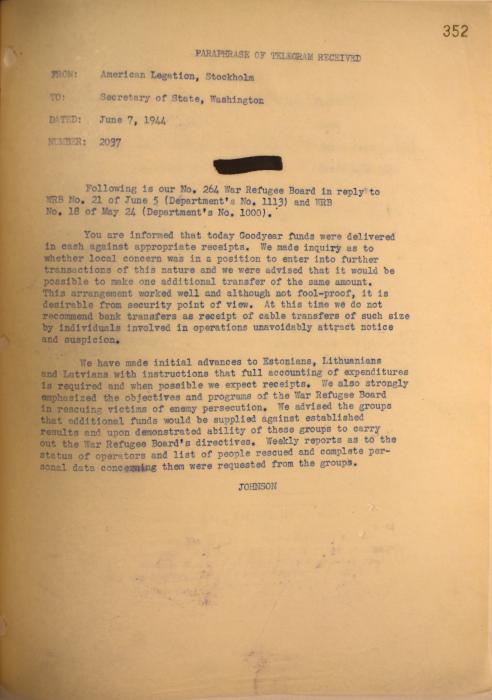 352
PARAPHRASE OF TELEGRAM RECEIVED
FROM: American Legation, Stockholm
TO: Secretary of State, Washington
DATED: June 7, 1944
NUMBER: 2097
Following is our No. 264 War Refugee Board in reply to
WRB No. 21 of June 5 (Department's No. 1113) and WRB
No. 18 of May 24 (Department's No. 1000).
You are informed that today Goodyear funds were delivered
in cash against appropriate receipts. We made inquiry as to
whether local concern was in a position to enter into further
transactions of this nature and we were advised that it would be
possible to make one additional transfer of the same amount.
This arrangement worked well and although not fool-proof, it is
desirable from security point of view. At this time we do not
recommend bank transfers as receipt of cable transfers of such size
by individuals involved in operations unavoidably attract notice
and suspicion.
We have made initial advances to Estonians, Lithuanians
and Latvians with instructions that full accounting of expenditures
is required and when possible we expect receipts. We also strongly
emphasized the objectives and programs of the War Refugee Board
in rescuing victims of enemy persecution. We advised the groups
that additional funds would be supplied against established
results and upon demonstrated ability of these groups to carry
out the War Refugee Board's directives. Weekly reports as to the
status of operators and list of people rescued and complete per-
sonal data concerning them were requested from the groups.
JOHNSON